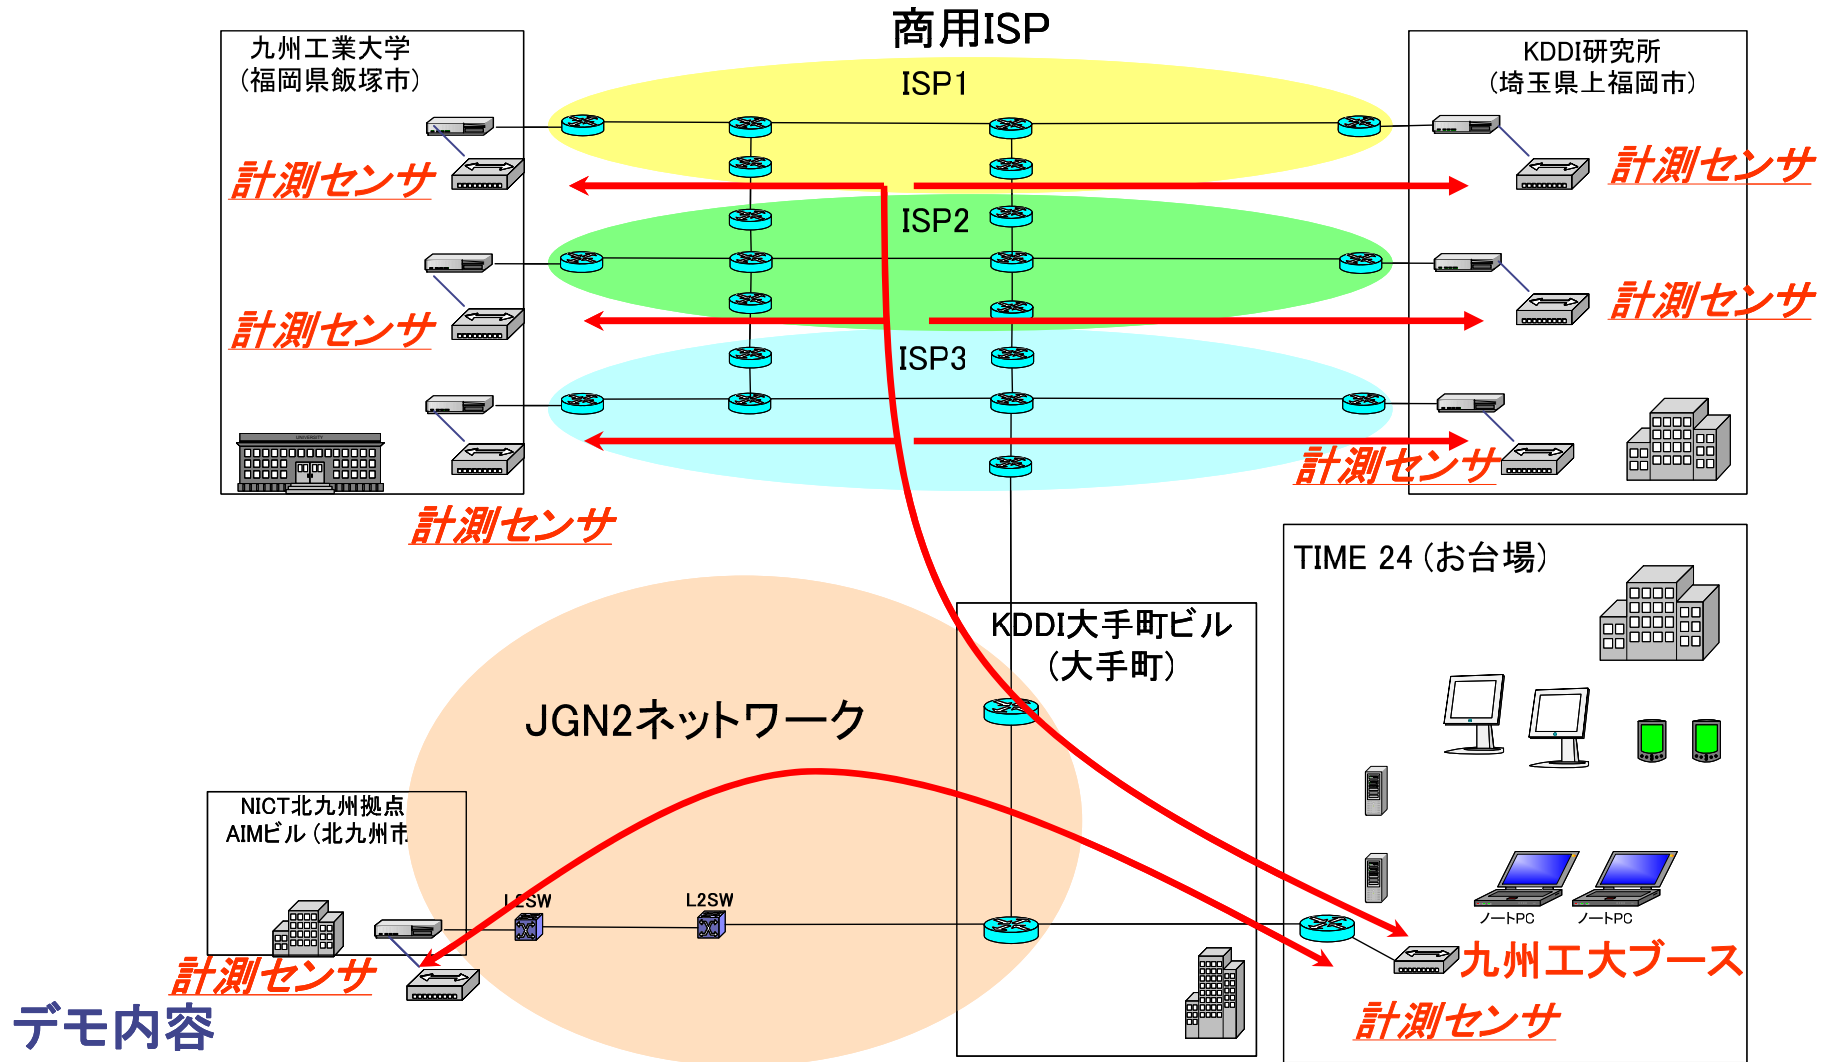 商用ISP
九州工業大学
(福岡県飯塚市)
ISP1
KDDI研究所
(埼玉県上福岡市)
計測センサ
計測センサ
ISP2
計測センサ
計測センサ
ISP3
計測センサ
計測センサ
UNIVERSITY
TIME 24 (お台場)
KDDI大手町ビル
(大手町)
JGN2ネットワーク
NICT北九州拠点
AIMビル (北九州市
L2SW
L2SW
ノートPC
ノートPC
九州工大ブース
計測センサ
計測センサ
デモ内容